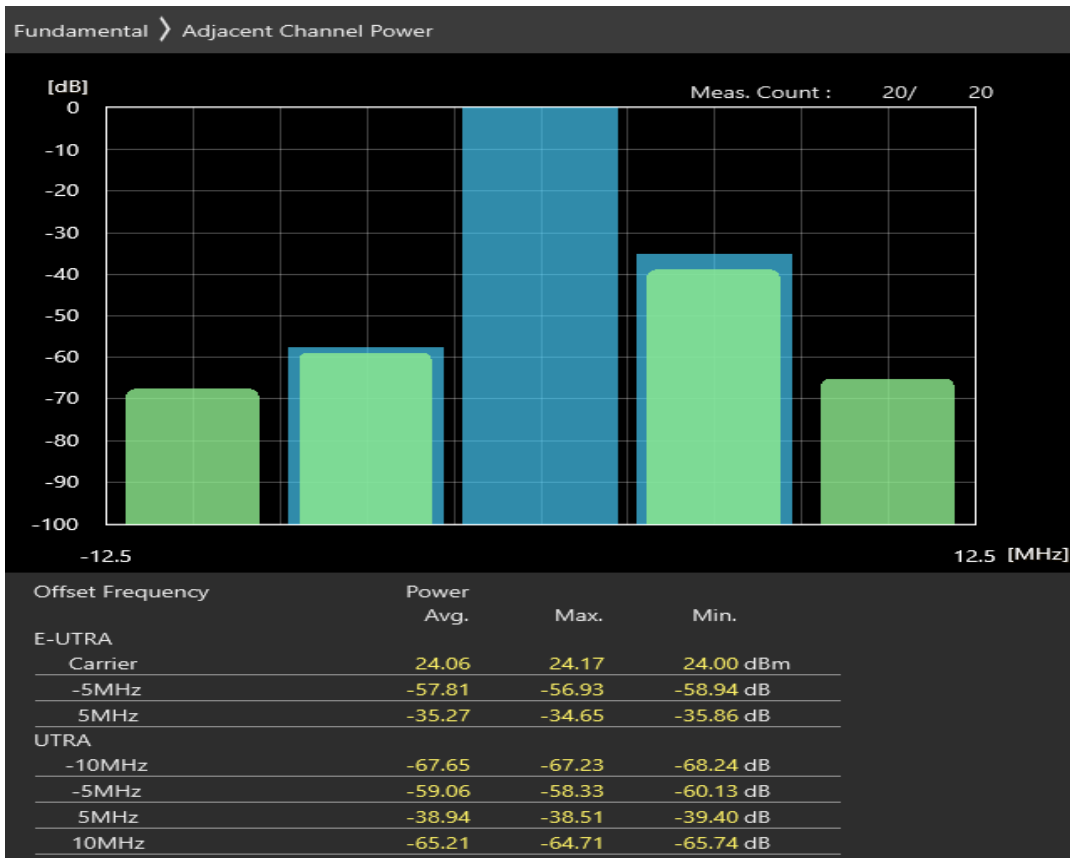 Fundamental ❯ Adjacent Channel Power
[dB]
Meas. Count : 20/ 20
0
-10
-20
-30
-40
-50
-60
-70
-80
-90
-100
-12.5 12.5 [MHz]
Offset Frequency Power
Avg. Max. Min.
E-UTRA
Carrier 24.06 24.17 24.00 dBm
-5MHz -57.81 -56.93 -58.94 dB
5MHz -35.27 -34.65 -35.86 dB
UTRA
-10MHz -67.65 -67.23 -68.24 dB
-5MHz -59.06 -58.33 -60.13 dB
5MHz -38.94 -38.51 -39.40 dB
10MHz -65.21 -64.71 -65.74 dB